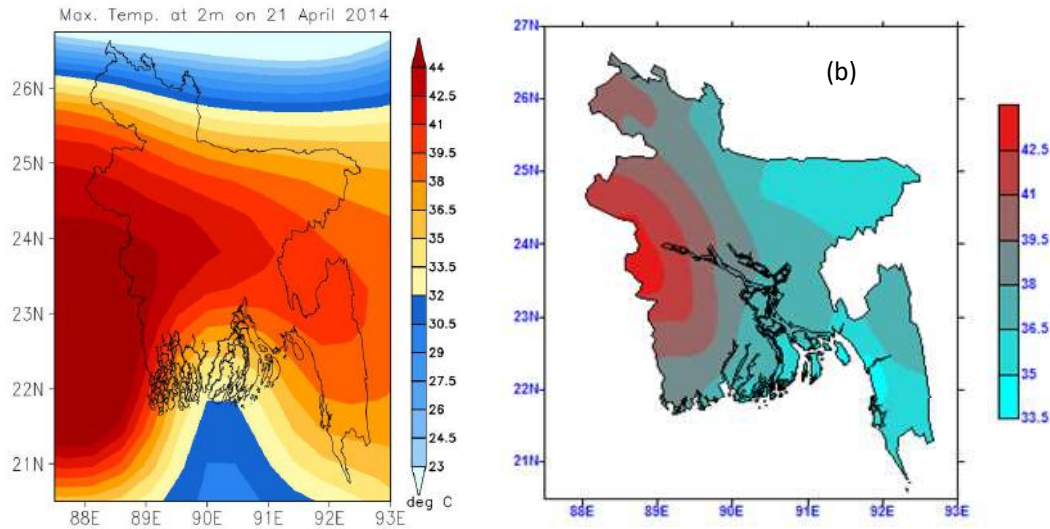 Max. Temp. at 2m on 21 April 2014
26N
25N
24N
23N
22N
21N
88E 89E 90E 91E 92E 93E
44
42.5
41
39.5
38
36.5
35
33.5
32
30.5
29
27.5
26
24.5
23
deg C
(b)
27N
26N
25N
24N
23N
22N
21N
88E 89E 90E 91E 92E 93E
42.5
41
39.5
38
36.5
35
33.5